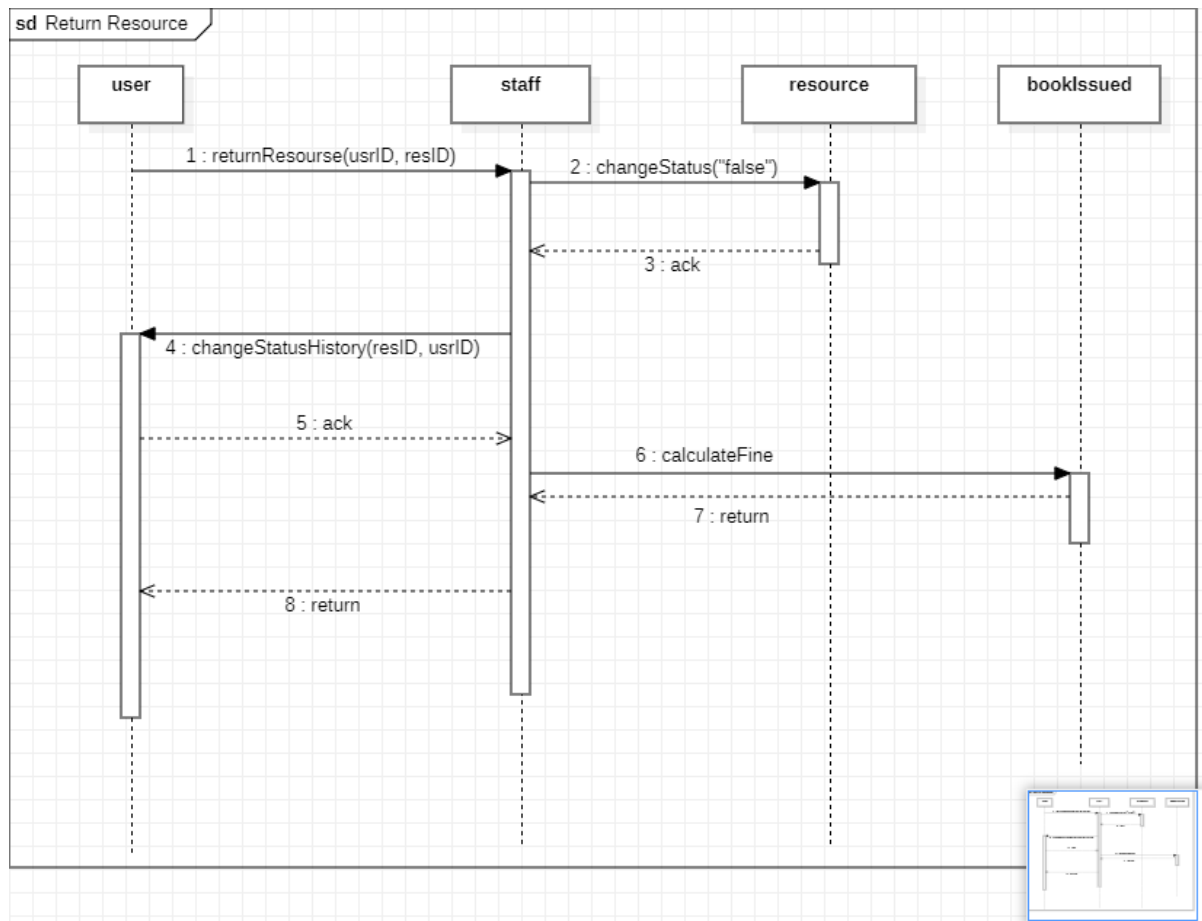 sd Return Resource
user
staff
resource
bookIssued
1 : returnResourse(usrID, resID)
2 : changeStatus("false")
3 : ack
4 : changeStatusHistory(resID, usrID)
5 : ack
6 : calculateFine
7 : return
8 : return